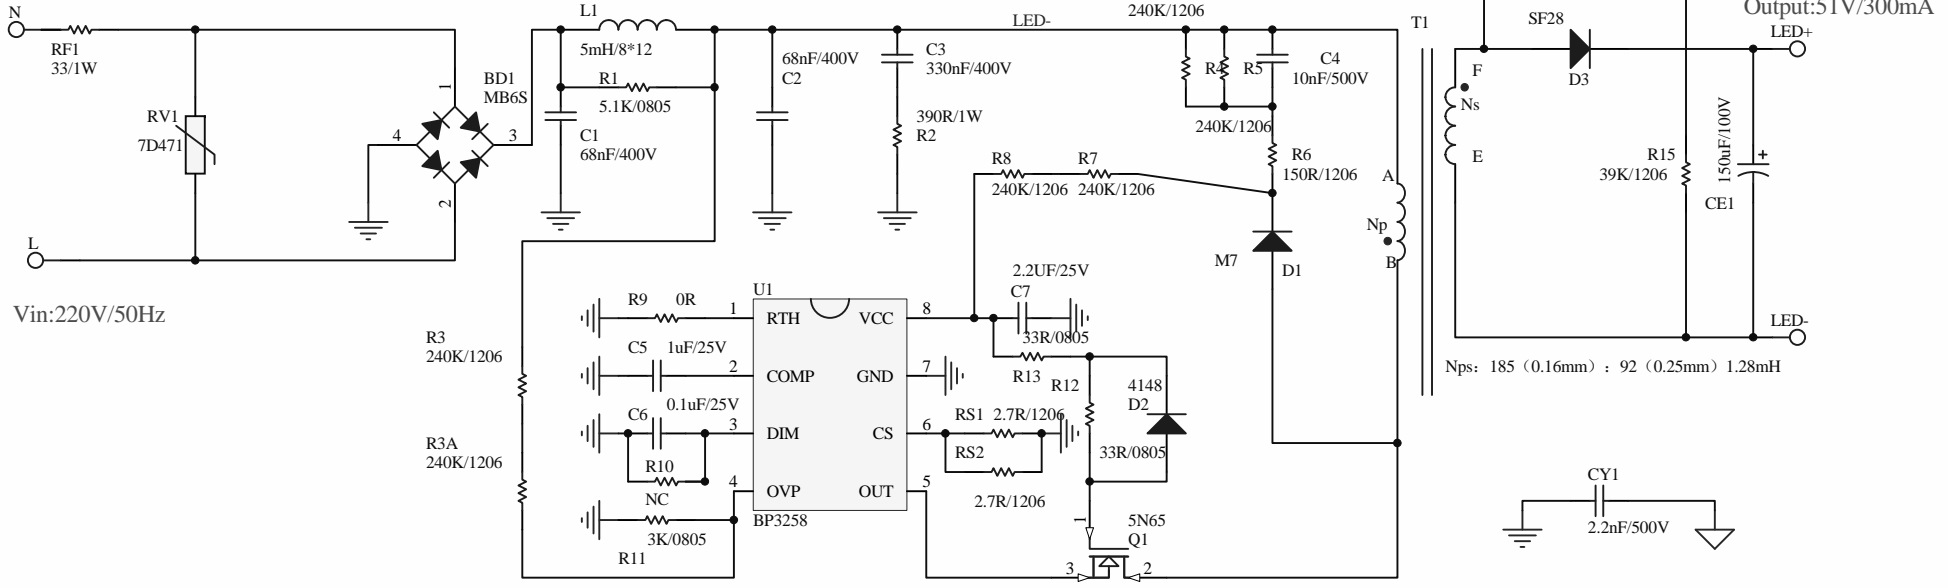 N
RF1
33/1W
RV1
7D471
L
Vin:220V/50Hz
BD1
MB6S
1
2
3
4
L1
5mH/8*12
R1
5.1K/0805
C1
68nF/400V
68nF/400V
C2
C3
330nF/400V
390R/1W
R2
LED-
240K/1206
R4
R5
C4
10nF/500V
240K/1206
R6
150R/1206
R8
240K/1206
R7
240K/1206
M7
D1
A
Np
B
T1
F
Ns
E
SF28
D3
Output:51V/300mA
LED+
R15
39K/1206
150uF/100V
+
CE1
LED-
Nps: 185（0.16mm）: 92（0.25mm）1.28mH
R3
240K/1206
R3A
240K/1206
R9
0R
C5
1uF/25V
C6
0.1uF/25V
R10
NC
3K/0805
R11
U1
1
RTH
2
COMP
3
DIM
4
OVP
VCC
8
GND
7
CS
6
OUT
5
BP3258
2.2UF/25V
C7
33R/0805
R13
R12
33R/0805
4148
D2
RS1
2.7R/1206
RS2
2.7R/1206
1
5N65
Q1
3
2
CY1
2.2nF/500V